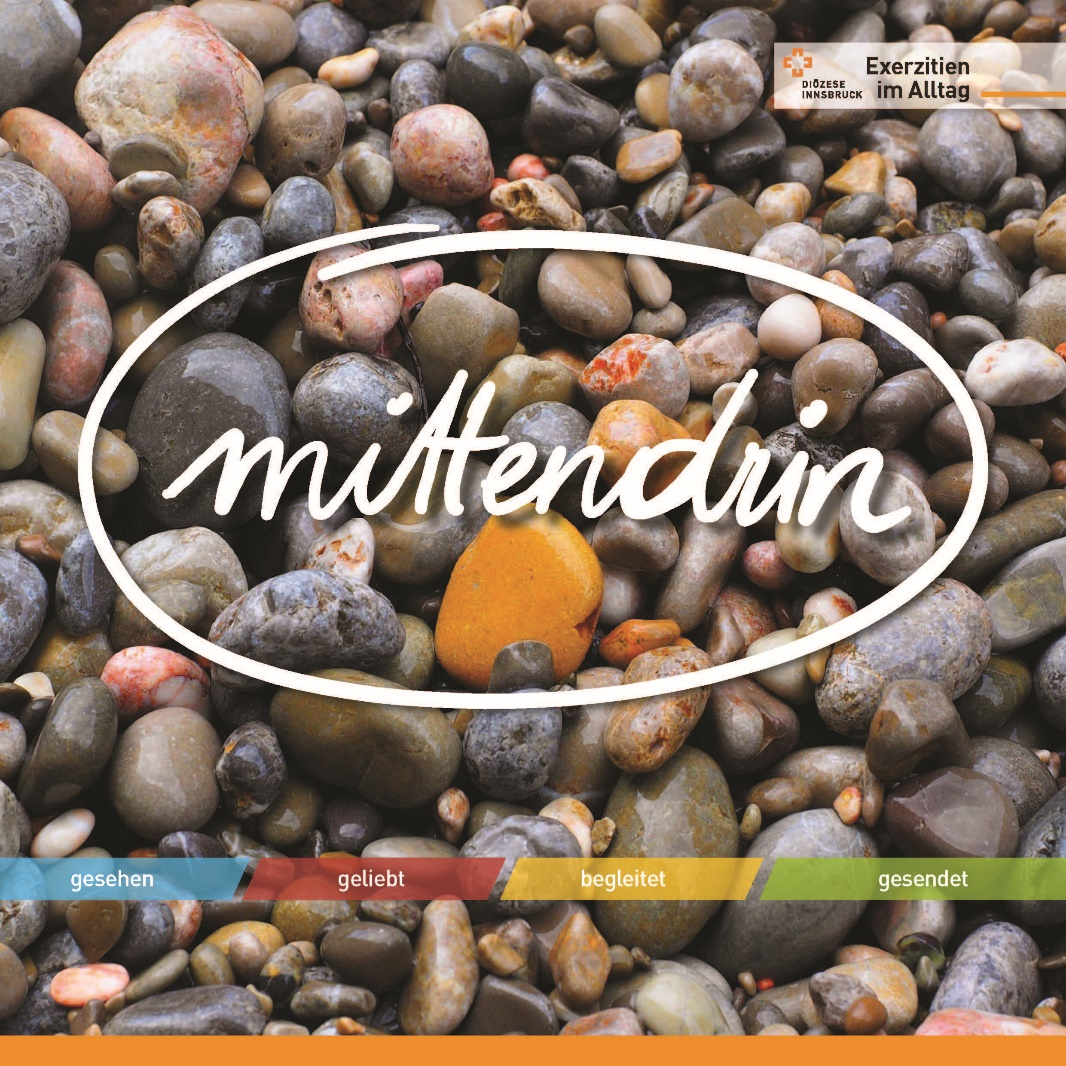 DIÖZESE
INNSBRUCK
Exerzitien
im Alltag
mittendrin
gesehen
geliebt
begleitet
gesendet